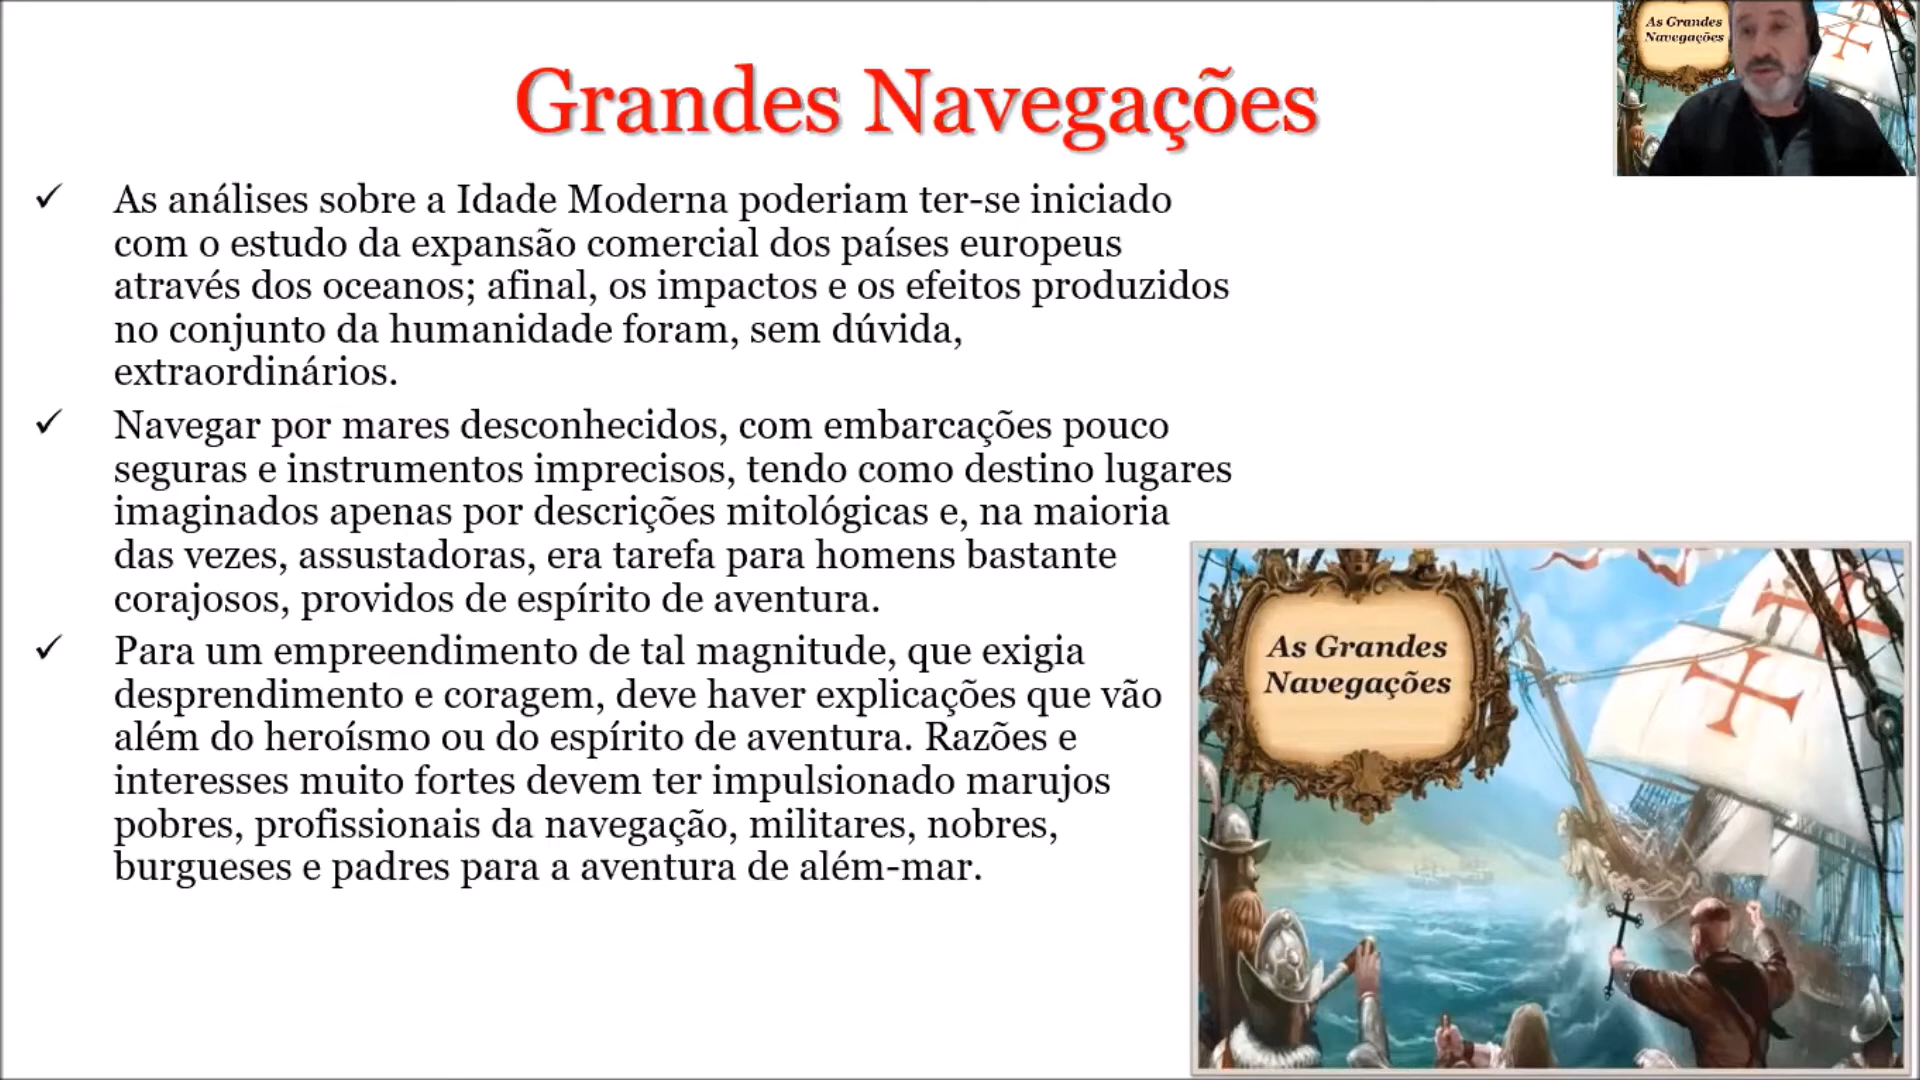 As Grandes
Navegações
Grandes Navegações
As análises sobre a Idade Moderna poderiam ter-se iniciado
com o estudo da expansão comercial dos países europeus
através dos oceanos; afinal, os impactos e os efeitos produzidos
no conjunto da humanidade foram, sem dúvida,
extraordinários.
Navegar por mares desconhecidos, com embarcações pouco
seguras e instrumentos imprecisos, tendo como destino lugares
imaginados apenas por descrições mitológicas e, na maioria
das vezes, assustadoras, era tarefa para homens bastante
corajosos, providos de espírito de aventura.
Para um empreendimento de tal magnitude, que exigia
desprendimento e coragem, deve haver explicações que vão
além do heroísmo ou do espírito de aventura. Razões e
interesses muito fortes devem ter impulsionado marujos
pobres, profissionais da navegação, militares, nobres,
burgueses e padres para a aventura de além-mar.
As Grandes
Navegações